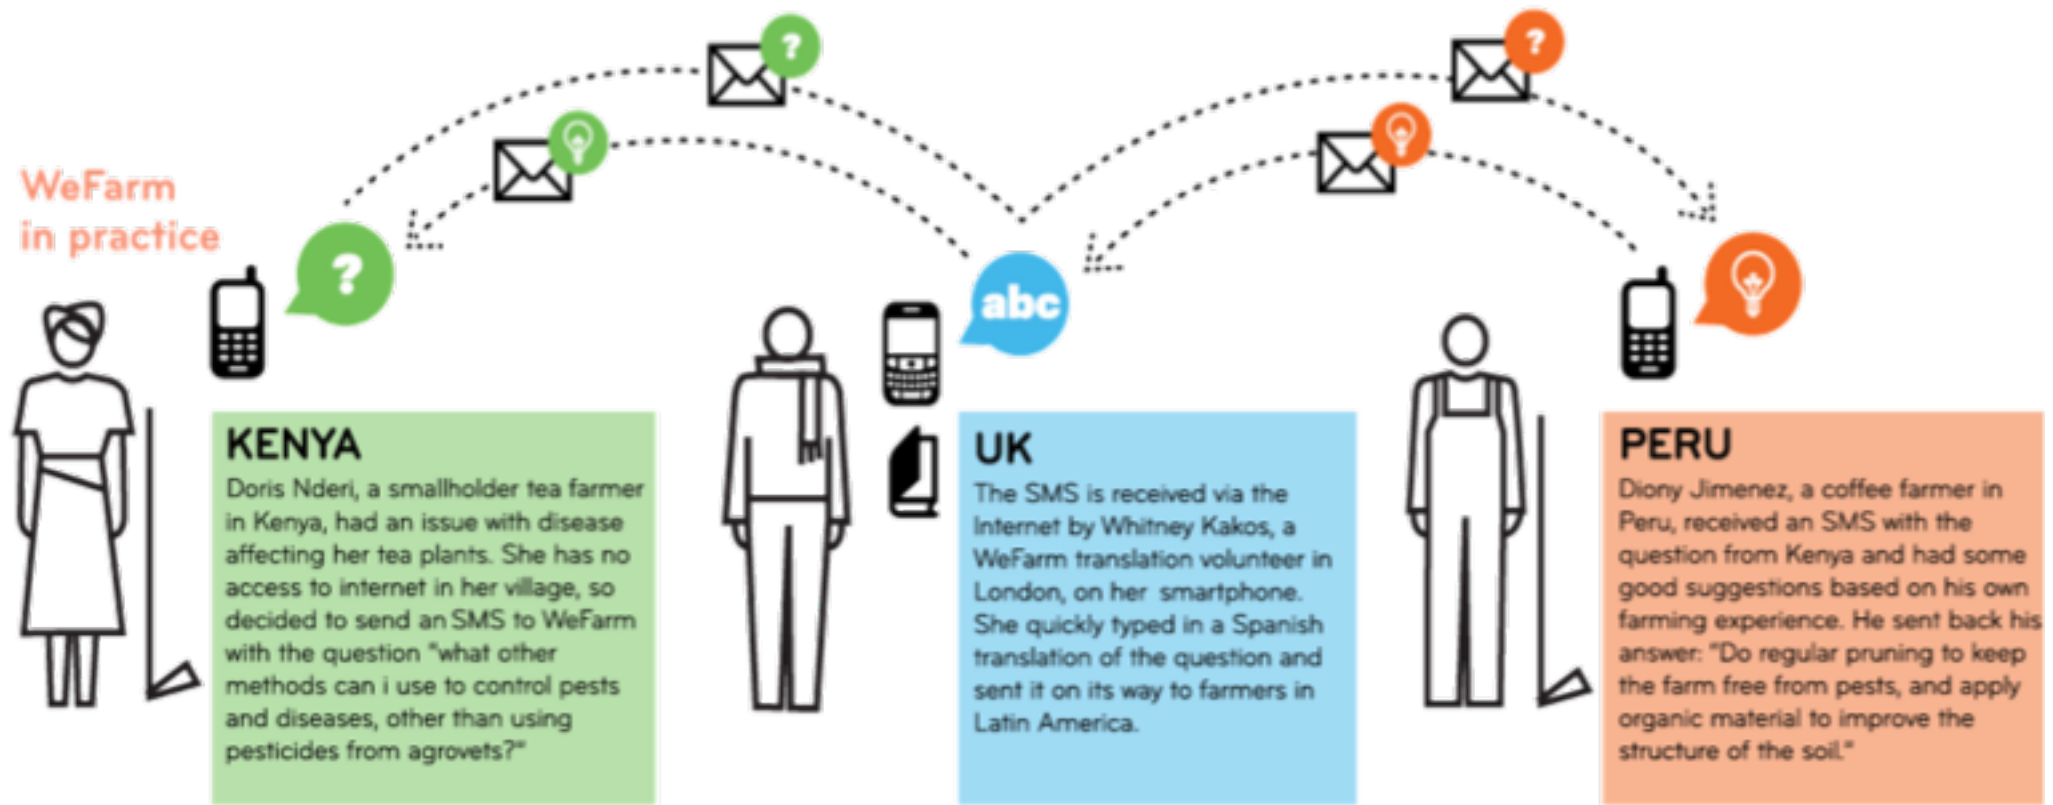 WeFarm
in practice
?
?
abc
?
KENYA
Doris Nderi, a smallholder tea farmer
in Kenya, had an issue with disease
affecting her tea plants. She has no
access to internet in her village, so
decided to send an SMS to WeFarm
with the question "what other
methods can i use to control pests
and diseases, other than using
pesticides from agrovets?"
UK
The SMS is received via the
Internet by Whitney Kakos, a
WeFarm translation volunteer in
London, on her smartphone.
She quickly typed in a Spanish
translation of the question and
sent it on its way to farmers in
Latin America.
PERU
Diony Jimenez, a coffee farmer in
Peru, received an SMS with the
question from Kenya and had some
good suggestions based on his own
farming experience. He sent back his
answer: "Do regular pruning to keep
the farm free from pests, and apply
organic material to improve the
structure of the soil."